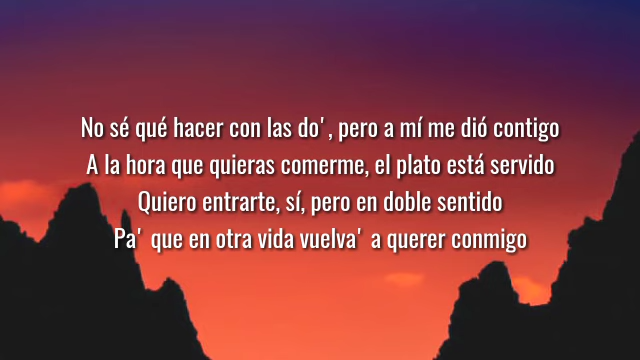 No sé qué hacer con las do', pero a mí me dió contigo
A la hora que quieras comerme, el plato está servido
Quiero entrarte, sí, pero en doble sentido
Pa' que en otra vida vuelva' a querer conmigo